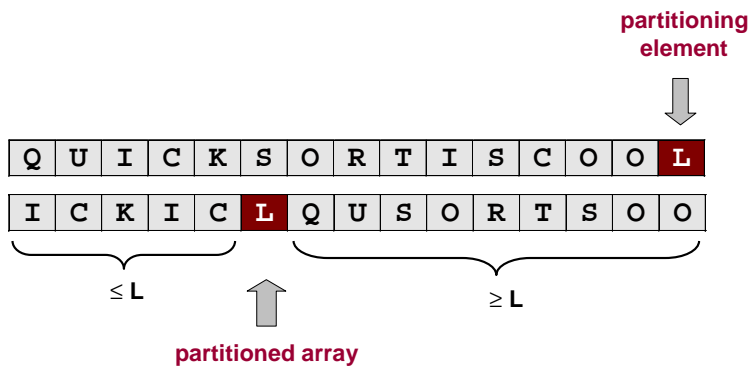 partitioning
element
Q U I C K S O R T I S C O O L
I C K I C L Q U S O R T S O O
≤ L
≥ L
partitioned array